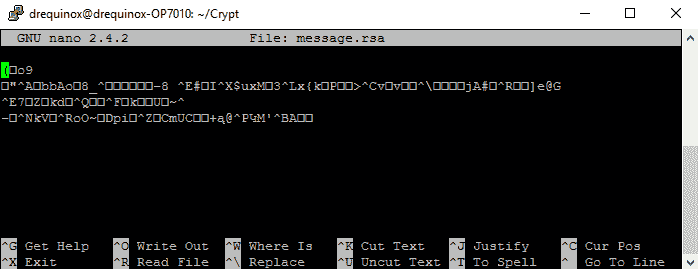 drequinox@drequinox-OP7010: ~/Crypt
GNU nano 2.4.2 File: message.rsa
{□o9
□"^A□bbAo□8_^□□□□□□-8 ^E#□I^X$uxM□3^Lx{k□P□□>^Cv□v□□^\□□□□jA#□^R□□]e@G
^E7□Z□kd□^Q□□^F□k□□U□~^
-□^NkV□^RoO~□Dpi□^Z□CmUC□□+ą@^P¼M'^BA□□
^G Get Help ^O Write Out ^W Where Is ^K Cut Text ^J Justify ^C Cur Pos
^X Exit ^R Read File ^\ Replace ^U Uncut Text ^T To Spell ^_ Go To Line